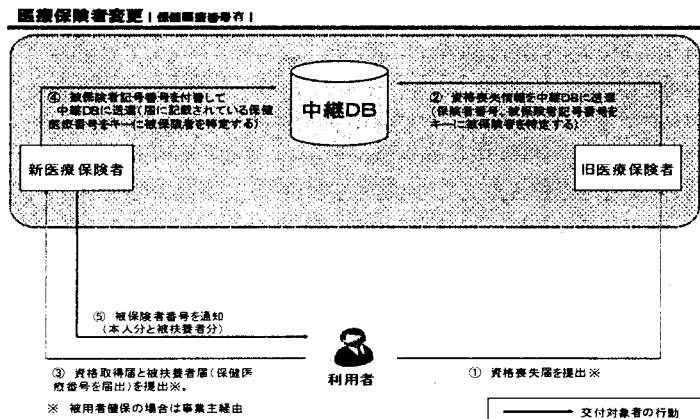 医療保険者変更（保健医療番号有）
④ 被保険者記号番号を付番して
中継DBに送還(届に記載されている保健
医療番号をキーに被保険者を特定する)
中継DB
② 資格喪失情報を中継DBに送還
(保険者番号、被保険者記号番号を
キーに被保険者を特定する)
新医療保険者
旧医療保険者
⑤ 被保険者番号を通知
(本人分と被扶養者分)
利用者
③ 資格取得届と被扶養者届(保健医
療番号を届出)を提出※。
① 資格喪失届を提出※
※ 被用者健保の場合は事業主経由
交付対象者の行動